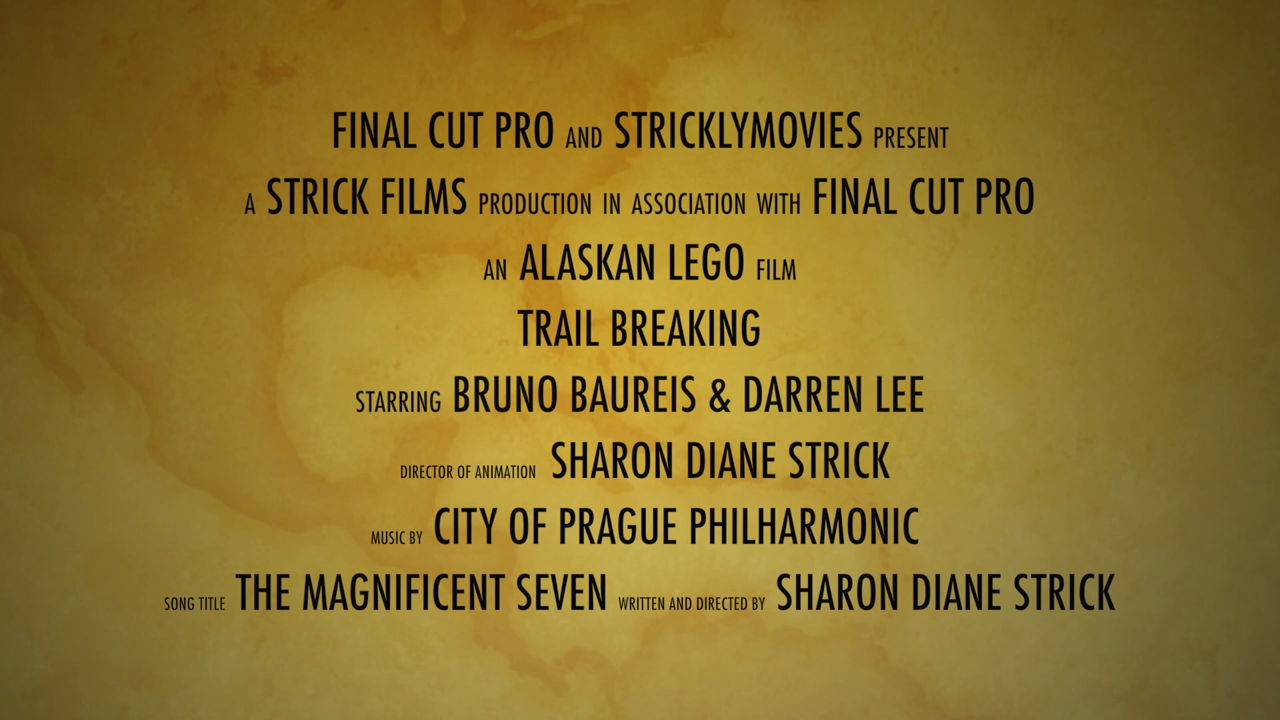 FINAL CUT PRO AND STRICKLYMOVIES PRESENT
A STRICK FILMS PRODUCTION IN ASSOCIATION WITH FINAL CUT PRO
AN ALASKAN LEGO FILM
TRAIL BREAKING
STARRING BRUNO BAUREIS & DARREN LEE
DIRECTOR OF ANIMATION SHARON DIANE STRICK
MUSIC BY CITY OF PRAGUE PHILHARMONIC
SONG TITLE THE MAGNIFICENT SEVEN WRITTEN AND DIRECTED BY SHARON DIANE STRICK